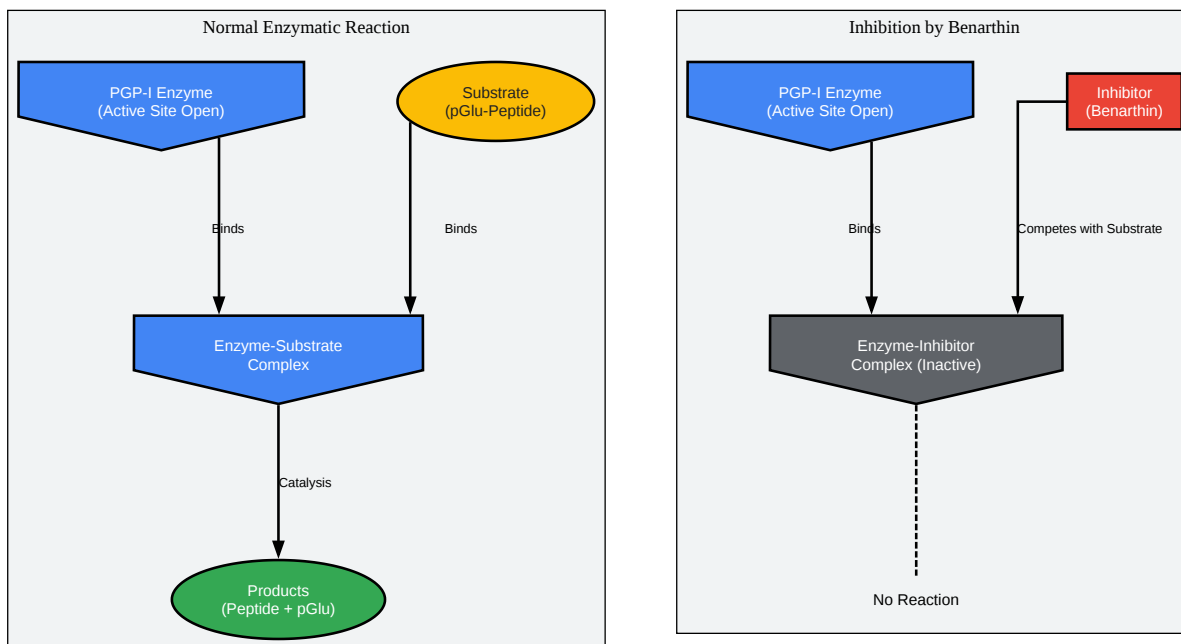 Normal Enzymatic Reaction
PGP-I Enzyme
(Active Site Open)
Substrate
(pGlu-Peptide)
Binds
Binds
Enzyme-Substrate
Complex
Catalysis
Products
(Peptide + pGlu)
Inhibition by Benarthin
PGP-I Enzyme
(Active Site Open)
Inhibitor
(Benarthin)
Binds
Competes with Substrate
Enzyme-Inhibitor
Complex (Inactive)
No Reaction